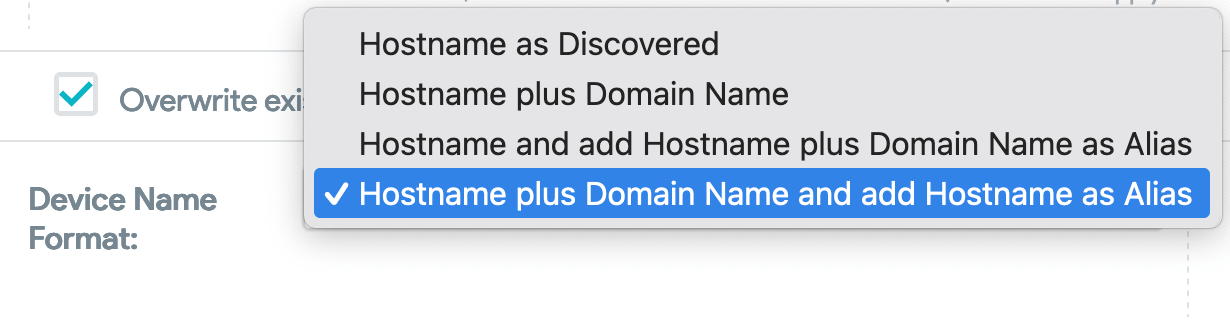 Hostname as Discovered
Hostname plus Domain Name
Overwrite
Hostname and add Hostname plus Domain Name as Alias
Hostname plus Domain Name and add Hostname as Alias
Device Name
Format: